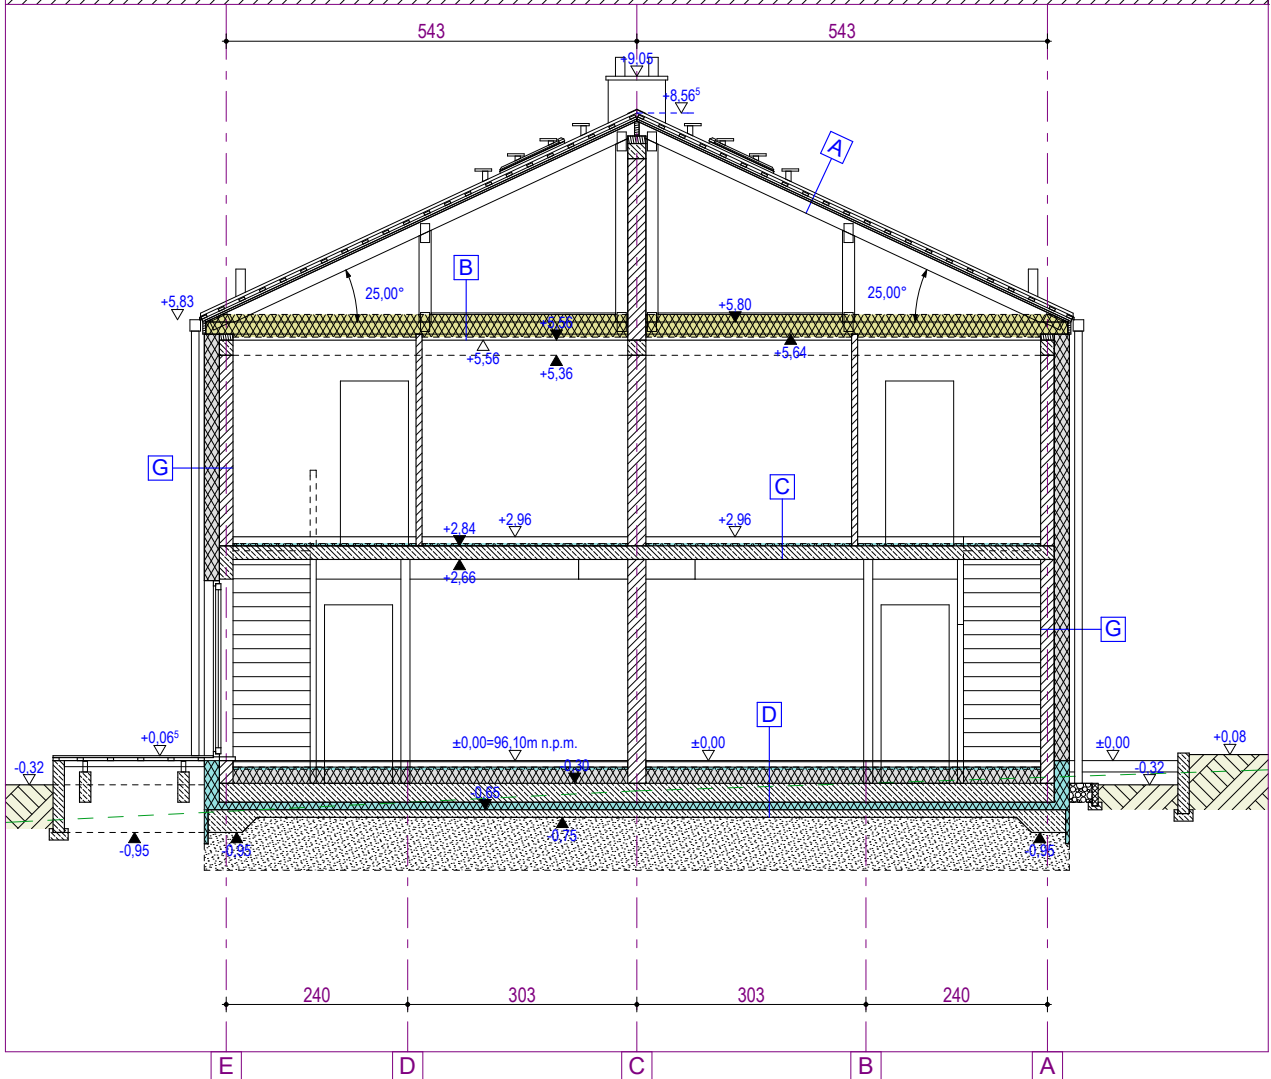 543
543
+9,05
+8,56⁵
A
B
25,00°
25,00°
+5,83
+5,80
+5,56
+5,56
+5,64
+5,36
G
C
+2,96
+2,96
+2,84
+2,66
G
D
+0,06⁵
±0,00=96,10m n.p.m.
±0,00
±0,00
+0,08
-0,32
-0,30
-0,32
-0,65
-0,75
-0,95
-0,95
-0,95
240
303
303
240
E
D
C
B
A